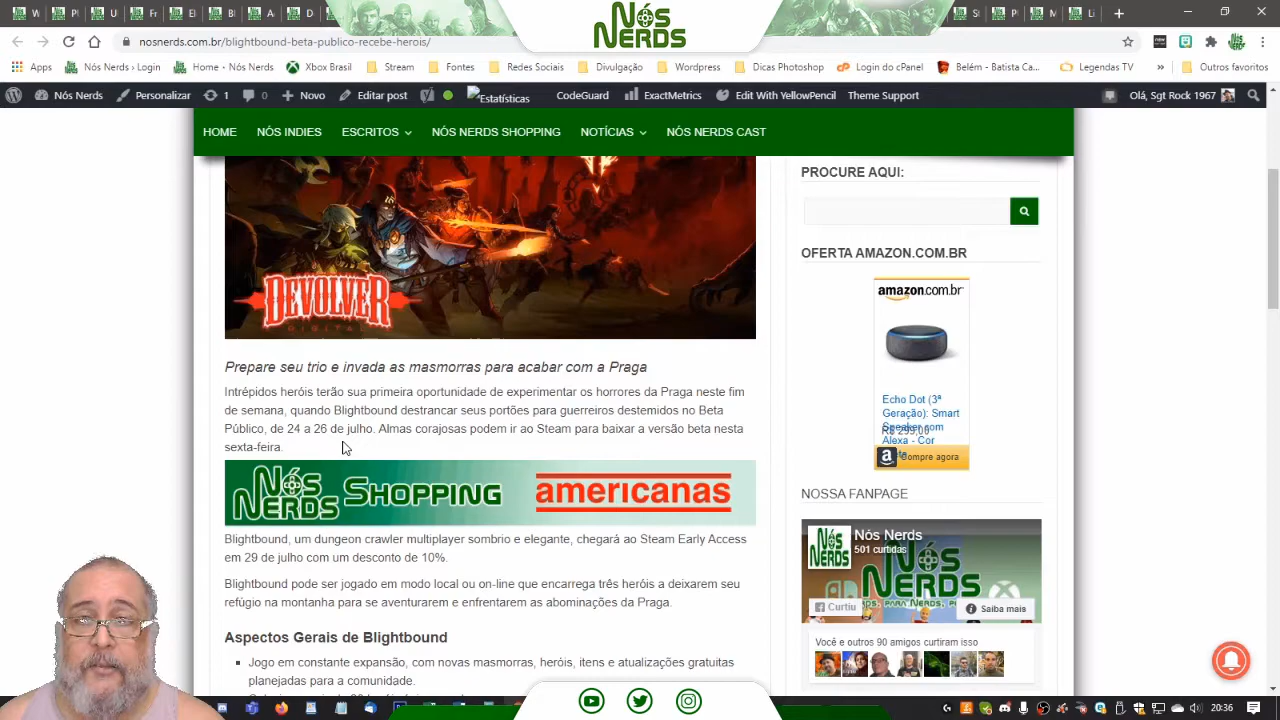 Nós
NERDS
nosnerds.com.br/blightbound-beta-publico-recebe-herois/
Apps
Nós Nerds › Login
Home - Nós Nerds
Xbox Brasil
Stream
Fontes
Redes Sociais
Divulgação
Wordpress
Dicas Photoshop
Login do cPanel
Belém - Batista Ca...
Legendas TV
»
Outros favoritos
Nós Nerds
Personalizar
1
0
Novo
Editar post
Estatísticas
CodeGuard
ExactMetrics
Edit With YellowPencil
Theme Support
Olá, Sgt Rock 1967
HOME
NÓS INDIES
ESCRITOS
NÓS NERDS SHOPPING
NOTÍCIAS
NÓS NERDS CAST
DEVOLVER
DIGITAL
Prepare seu trio e invada as masmorras para acabar com a Praga
Intrépidos heróis terão sua primeira oportunidade de experimentar os horrores da Praga neste fim
de semana, quando Blightbound destrancar seus portões para guerreiros destemidos no Beta
Público, de 24 a 26 de julho. Almas corajosas podem ir ao Steam para baixar a versão beta nesta
sexta-feira.
Nós NERDS SHOPPING americanas
Blightbound, um dungeon crawler multiplayer sombrio e elegante, chegará ao Steam Early Access
em 29 de julho com um desconto de 10%.
Blightbound pode ser jogado em modo local ou on-line que encarrega três heróis a deixarem seu
refúgio na montanha para se aventurarem e enfrentarem as abominações da Praga.
Aspectos Gerais de Blightbound
Jogo em constante expansão, com novas masmorras, heróis, itens e atualizações gratuitas
planejadas para a comunidade.
PROCURE AQUI:
OFERTA AMAZON.COM.BR
amazon.com.br
Echo Dot (3ª
Geração): Smart
Speaker com
R$ 299,00
Alexa - Cor
Compre agora
NOSSA FANPAGE
Nós Nerds
501 curtidas
Nós NERDS
Curtiu
Saiba mais
Você e outros 90 amigos curtiram isso
20:36